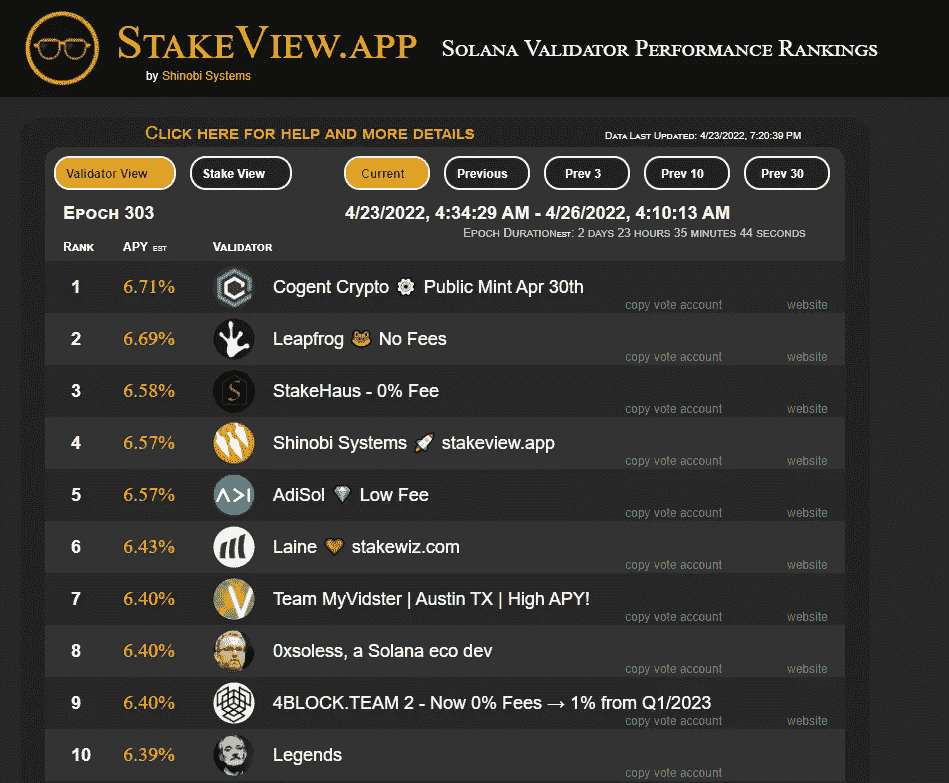 STAKEVIEW.APP
by Shinobi Systems
SOLANA VALIDATOR PERFORMANCE RANKINGS
CLICK HERE FOR HELP AND MORE DETAILS
DATA LAST UPDATED: 4/23/2022, 7:20:39 PM
Validator View Stake View Current Previous Prev 3 Prev 10 Prev 30
EPOCH 303 4/23/2022, 4:34:29 AM - 4/26/2022, 4:10:13 AM
EPOCH DURATIONEST: 2 DAYS 23 HOURS 35 MINUTES 44 SECONDS
RANK APY EST VALIDATOR
1 6.71% Cogent Crypto ⚙ Public Mint Apr 30th
copy vote account website
2 6.69% Leapfrog 🐸 No Fees
copy vote account website
3 6.58% S StakeHaus - 0% Fee
copy vote account website
4 6.57% Shinobi Systems 🚀 stakeview.app
copy vote account website
5 6.57% AdiSol 💎 Low Fee
copy vote account website
6 6.43% Laine 🧡 stakewiz.com
copy vote account website
7 6.40% Team MyVidster | Austin TX | High APY!
copy vote account website
8 6.40% 0xsoless, a Solana eco dev
copy vote account website
9 6.40% 4BLOCK.TEAM 2 - Now 0% Fees → 1% from Q1/2023
copy vote account website
10 6.39% Legends
copy vote account